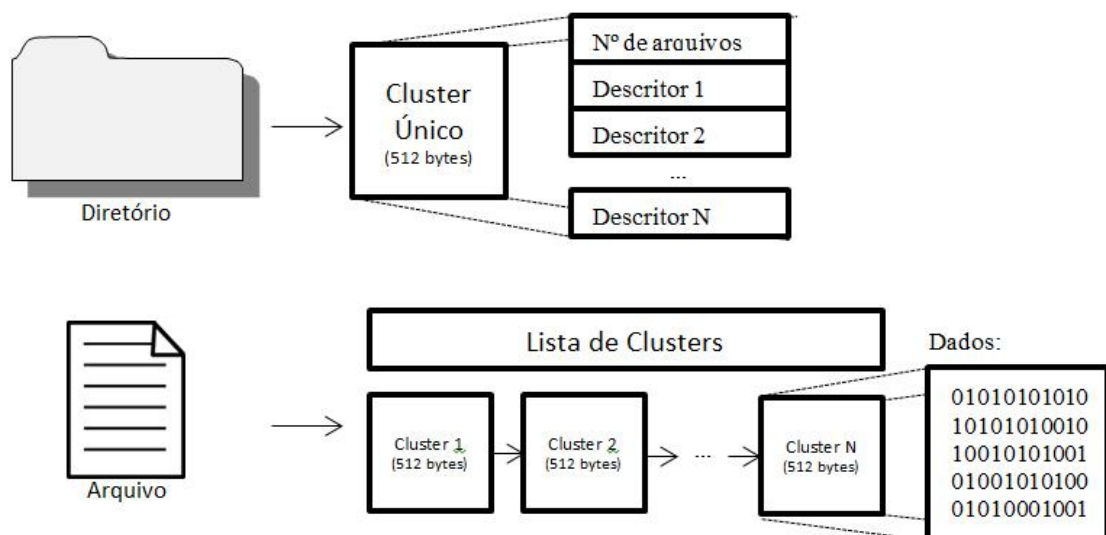 Nº de arquivos
Cluster
Único
(512 bytes)
Descritor 1
Descritor 2
...
Descritor N
Diretório
Lista de Clusters
Dados:
Cluster 1
(512 bytes)
Cluster 2
(512 bytes)
...
Cluster N
(512 bytes)
01010101010
10101010010
10010101001
01001010100
01010001001
Arquivo